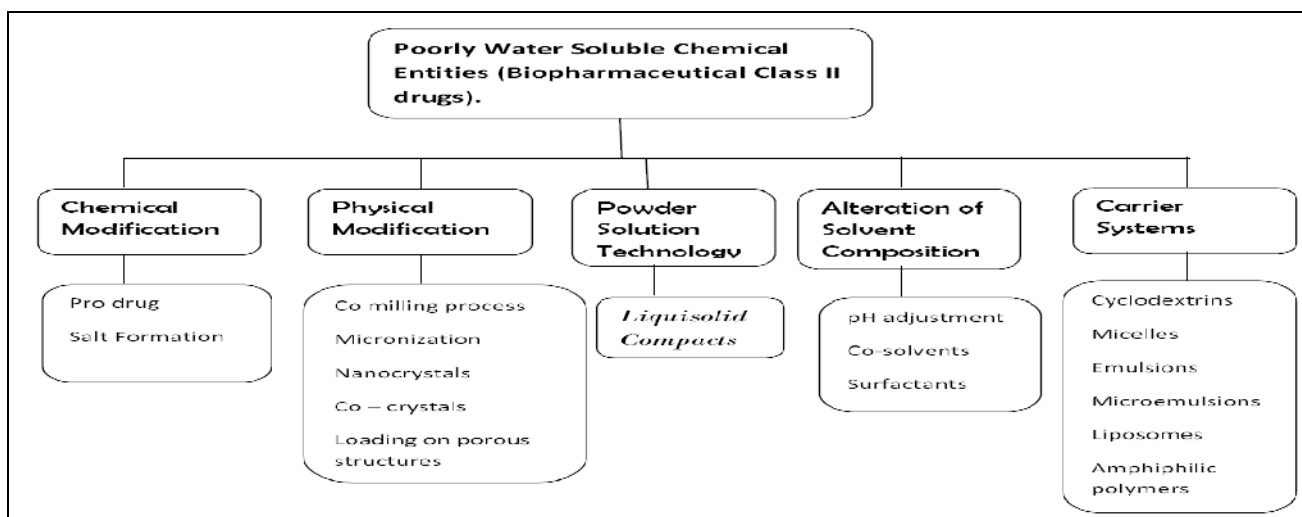 Poorly Water Soluble Chemical
Entities (Biopharmaceutical Class II
drugs).
Chemical
Modification
Pro drug
Salt Formation
Physical
Modification
Co milling process
Micronization
Nanocrystals
Co – crystals
Loading on porous
structures
Powder
Solution
Technology
Liquisolid
Compacts
Alteration of
Solvent
Composition
pH adjustment
Co-solvents
Surfactants
Carrier
Systems
Cyclodextrins
Micelles
Emulsions
Microemulsions
Liposomes
Amphiphilic
polymers